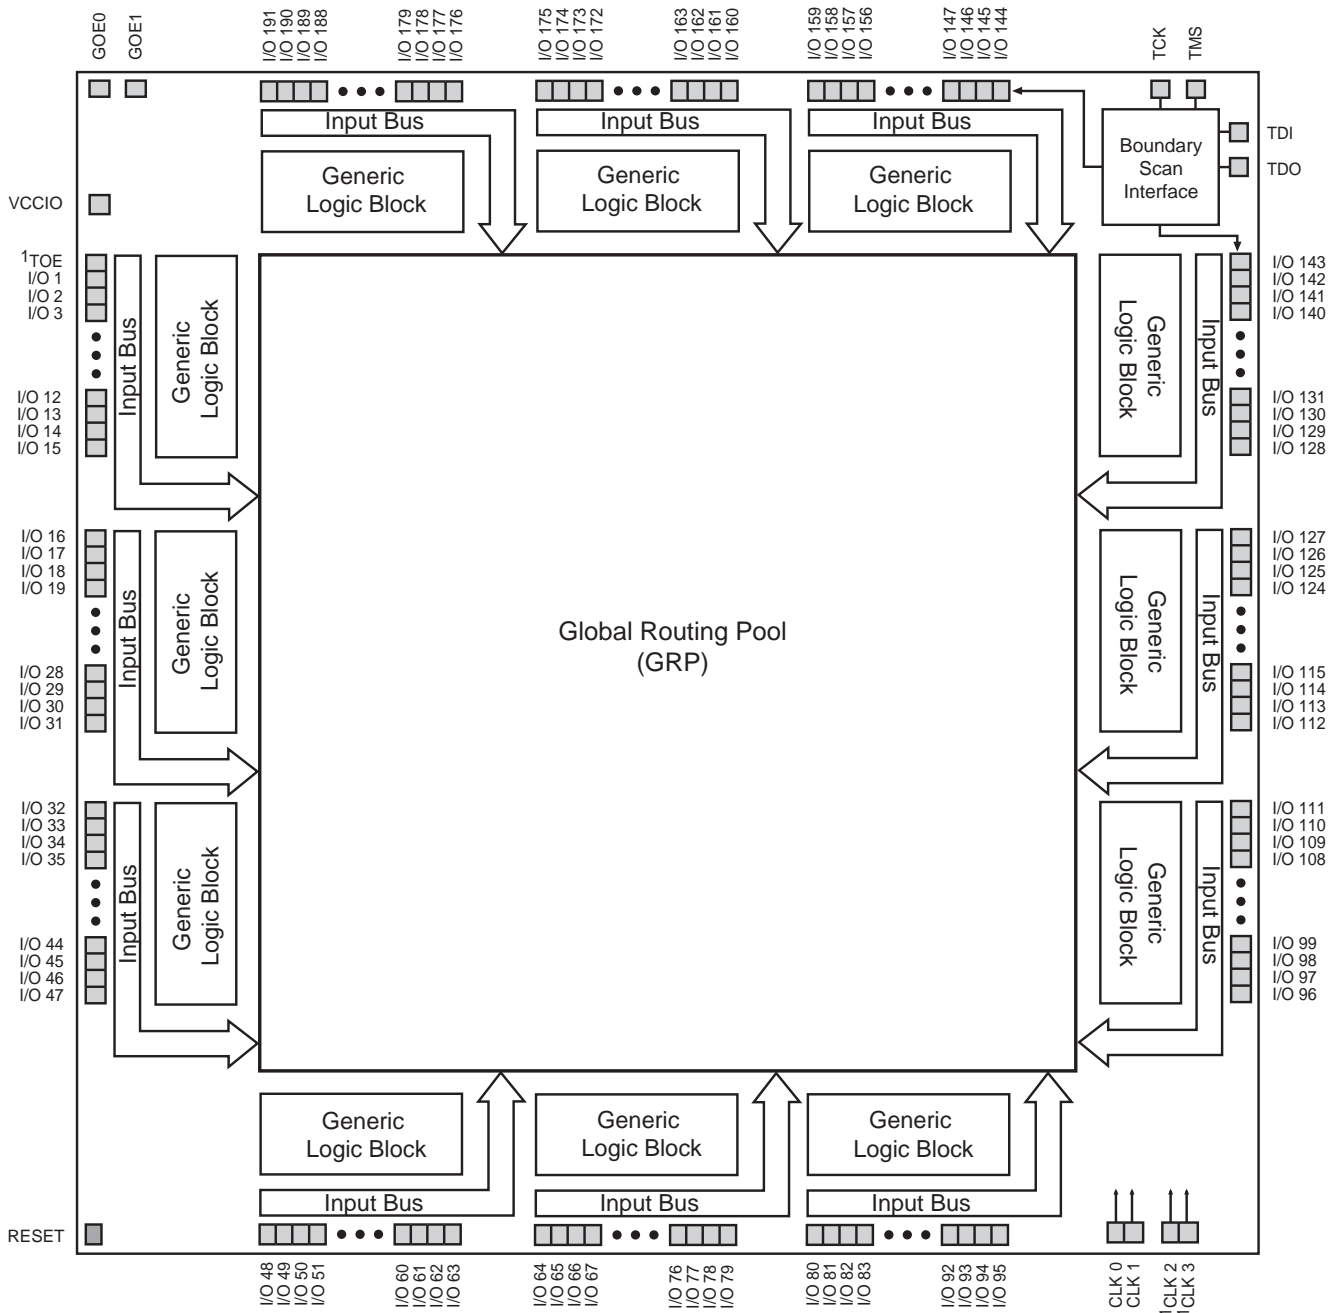 GOE0
GOE1
I/O 191
I/O 190
I/O 189
I/O 188
I/O 179
I/O 178
I/O 177
I/O 176
I/O 175
I/O 174
I/O 173
I/O 172
I/O 163
I/O 162
I/O 161
I/O 160
I/O 159
I/O 158
I/O 157
I/O 156
I/O 147
I/O 146
I/O 145
I/O 144
TCK
TMS
Input Bus
Input Bus
Input Bus
Generic
Logic Block
Generic
Logic Block
Generic
Logic Block
Boundary
Scan
Interface
TDI
TDO
VCCIO
1TOE
I/O 1
I/O 2
I/O 3
I/O 12
I/O 13
I/O 14
I/O 15
Input Bus
Generic
Logic Block
I/O 16
I/O 17
I/O 18
I/O 19
I/O 28
I/O 29
I/O 30
I/O 31
Input Bus
Generic
Logic Block
I/O 32
I/O 33
I/O 34
I/O 35
I/O 44
I/O 45
I/O 46
I/O 47
Input Bus
Generic
Logic Block
Global Routing Pool
(GRP)
Generic
Logic Block
Input Bus
I/O 143
I/O 142
I/O 141
I/O 140
I/O 131
I/O 130
I/O 129
I/O 128
Generic
Logic Block
Input Bus
I/O 127
I/O 126
I/O 125
I/O 124
I/O 115
I/O 114
I/O 113
I/O 112
Generic
Logic Block
Input Bus
I/O 111
I/O 110
I/O 109
I/O 108
I/O 99
I/O 98
I/O 97
I/O 96
Generic
Logic Block
Generic
Logic Block
Generic
Logic Block
Input Bus
Input Bus
Input Bus
RESET
I/O 48
I/O 49
I/O 50
I/O 51
I/O 60
I/O 61
I/O 62
I/O 63
I/O 64
I/O 65
I/O 66
I/O 67
I/O 76
I/O 77
I/O 78
I/O 79
I/O 80
I/O 81
I/O 82
I/O 83
I/O 92
I/O 93
I/O 94
I/O 95
CLK 0
CLK 1
1CLK 2
1CLK 3